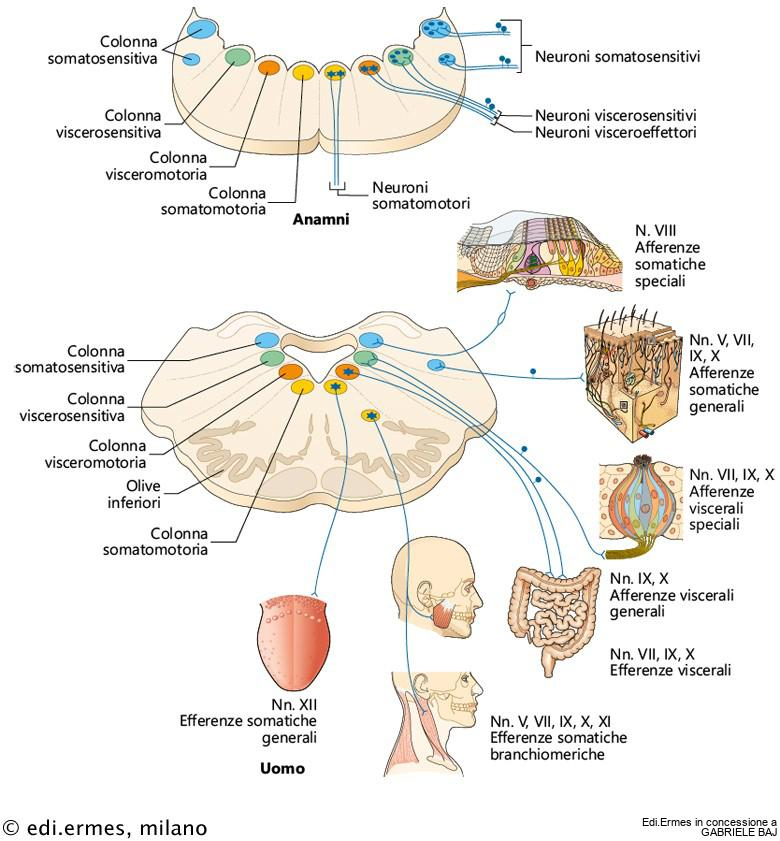 Colonna
somatosensitiva
Colonna
viscerosensitiva
Colonna
visceromotoria
Colonna
somatomotoria
Neuroni somatosensitivi
Neuroni viscerosensitivi
Neuroni visceroeffettori
Neuroni
somatomotori
Anamni
N. VIII
Afferenze
somatiche
speciali
Nn. V, VII,
IX, X
Afferenze
somatiche
generali
Colonna
somatosensitiva
Colonna
viscerosensitiva
Colonna
visceromotoria
Olive
inferiori
Colonna
somatomotoria
Nn. VII, IX, X
Afferenze
viscerali
speciali
Nn. IX, X
Afferenze viscerali
generali
Nn. VII, IX, X
Efferenze viscerali
Nn. XII
Efferenze somatiche
generali
Nn. V, VII, IX, X, XI
Efferenze somatiche
branchiomeriche
Uomo
© edi.ermes, milano
Edi.Ermes in concessione a
GABRIELE BAJ